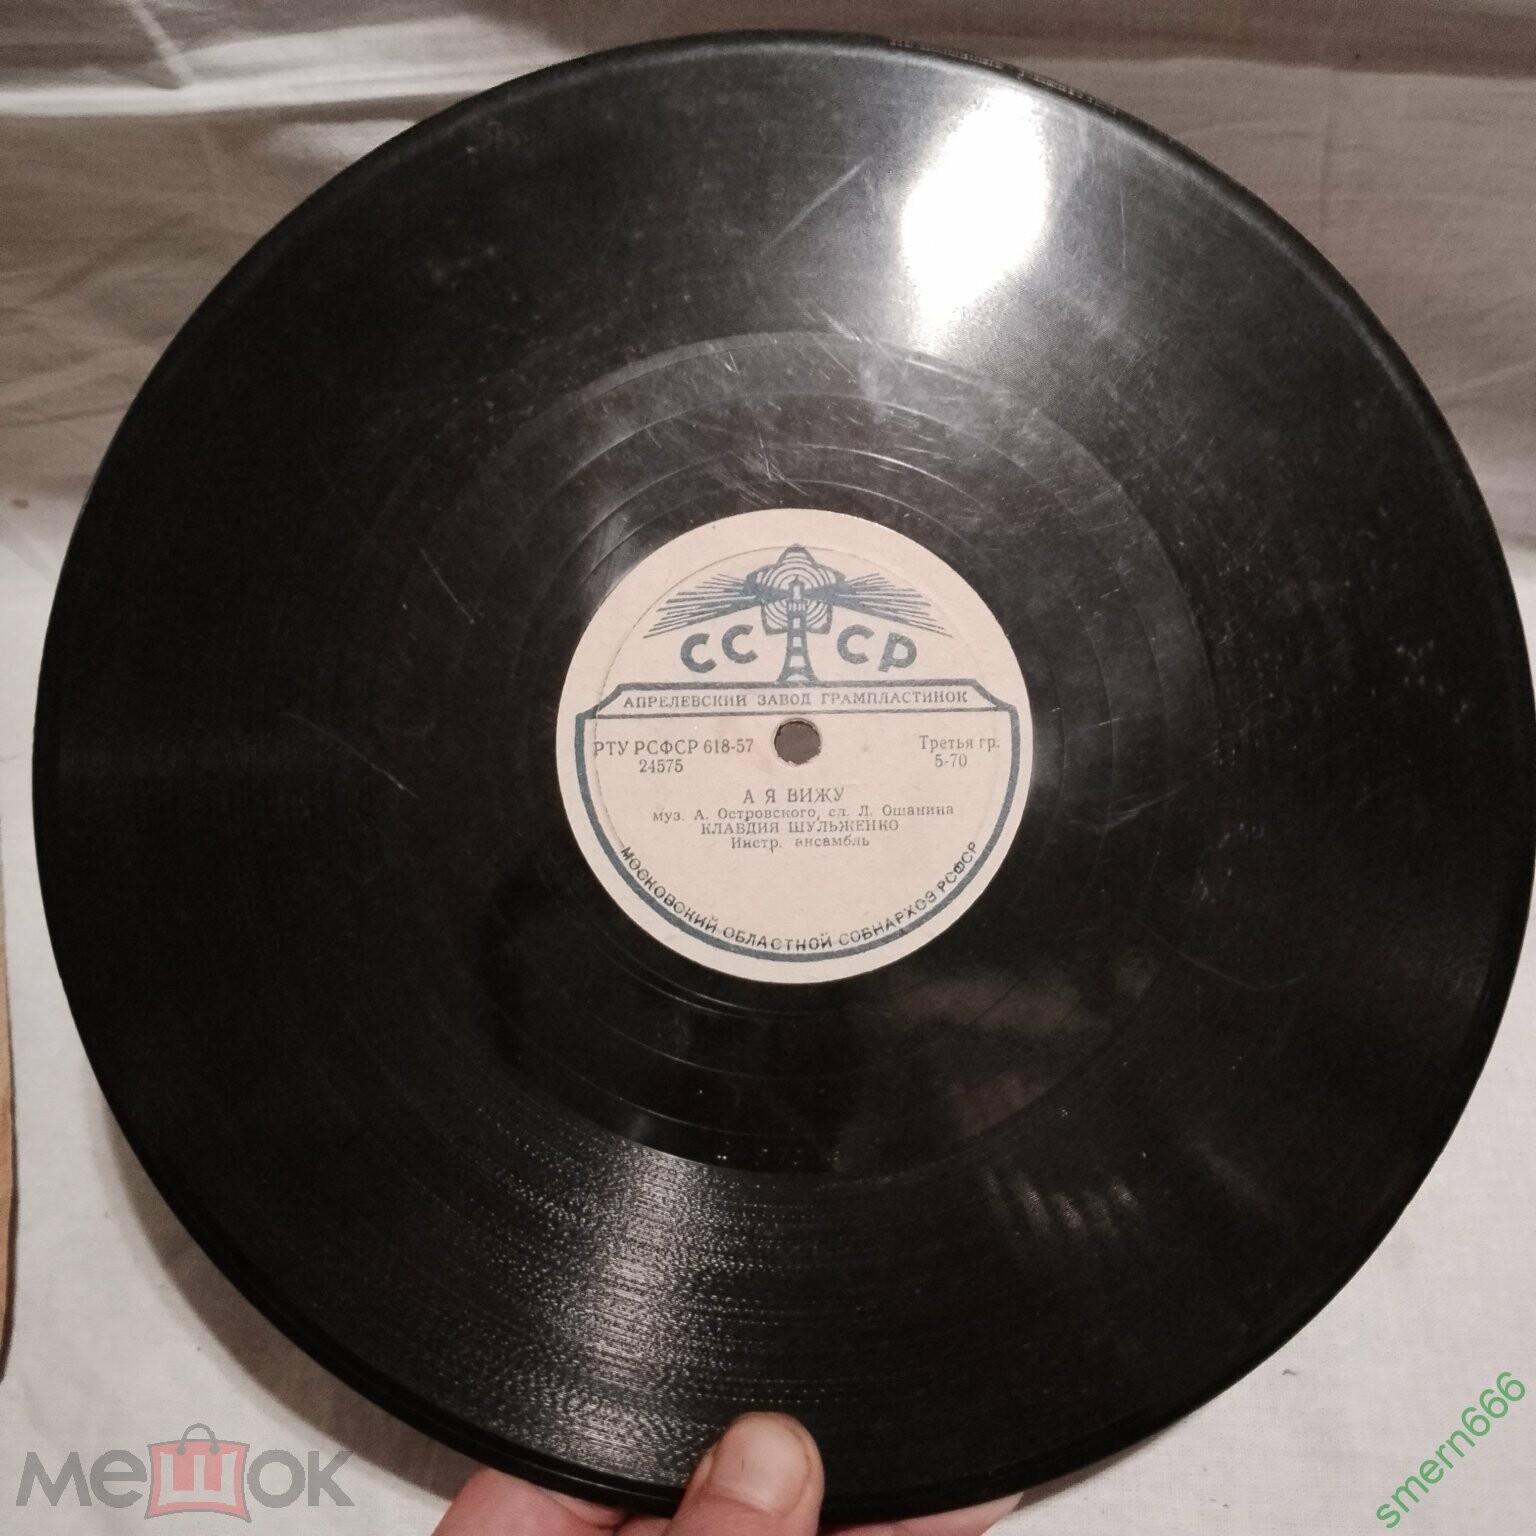 СССР
АПРЕЛЕВСКИЙ ЗАВОД ГРАМПЛАСТИНОК
РТУ РСФСР 618-57
24575
Третья гр.
5-70
А Я ВИЖУ
муз. А. Островского, сл. Л. Ошанина
КЛАВДИЯ ШУЛЬЖЕНКО
Инстр. ансамбль
МОСКОВСКИЙ ОБЛАСТНОЙ СОВНАРХОЗ РСФСР
мешок
smern666